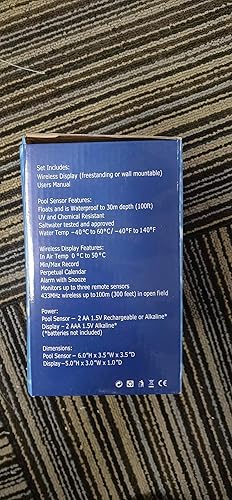 Set Includes:
Wireless Display (freestanding or wall mountable)
Users Manual
Pool Sensor Features:
Floats and is Waterproof to 30m depth (100ft)
UV and Chemical Resistant
Saltwater tested and approved
Water Temp -40°C to 60°C/ -40°F to 140°F
Wireless Display Features:
In Air Temp 0 °C to 50°C
Min/Max Record
Perpetual Calendar
Alarm with Snooze
Monitors up to three remote sensors
433MHz wireless up to 100m (300 feet) in open field
Power:
Pool Sensor - 2 AA 1.5V Rechargeable or Alkaline*
Display - 2 AAA 1.5V Alkaline*
(*batteries not included)
Dimensions:
Pool Sensor - 6.0"H x 3.5"W x 3.5"D
Display -5.0"H x 3.0"W x 1.0"D
CE